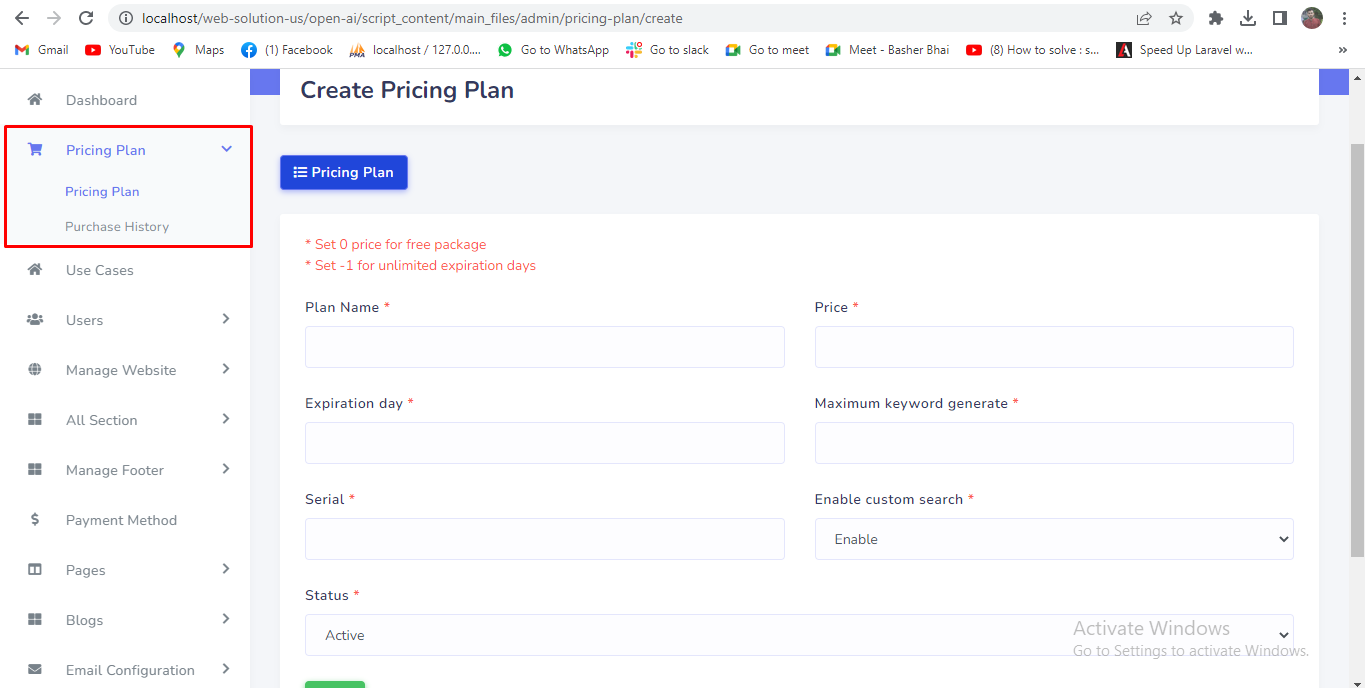 localhost/web-solution-us/open-ai/script_content/main_files/admin/pricing-plan/create
Gmail YouTube Maps (1) Facebook localhost / 127.0.0.... Go to WhatsApp Go to slack Go to meet Meet - Basher Bhai (8) How to solve : s... Speed Up Laravel w... »
Dashboard
Pricing Plan
Pricing Plan
Purchase History
Use Cases
Users
Manage Website
All Section
Manage Footer
Payment Method
Pages
Blogs
Email Configuration
Create Pricing Plan
Pricing Plan
* Set 0 price for free package
* Set -1 for unlimited expiration days
Plan Name * Price *
Expiration day * Maximum keyword generate *
Serial * Enable custom search *
Enable
Status *
Active
Activate Windows
Go to Settings to activate Windows.